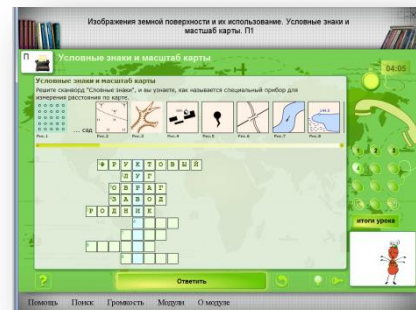 Изображения земной поверхности и их использование. Условные знаки и
масштаб карты. П1
П
Условные знаки и масштаб карты
04:05
Условные знаки и масштаб карты
Решите сканворд "Словные знаки", и вы узнаете, как называется специальный прибор для
измерения расстояния по карте.
... сад
Рис.1
Рис.2
Рис.3
Рис.4
Рис.5
Рис.6
Рис.7
Рис.8
ФРУКТОВЫЙ
ЛУГ
ОВРАГ
ЗАВОД
РОДНИК
итоги урока
?
Ответить
Помощь Поиск Громкость Модули О модуле